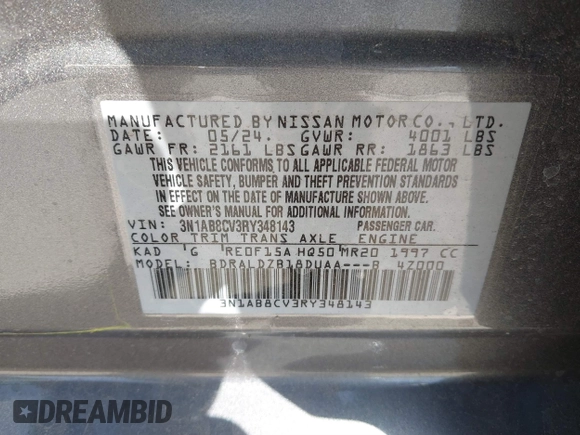 MANUFACTURED BY NISSAN MOTOR CO., LTD.
DATE: 05/24. GVWR: 4001 LBS
GAWR FR: 2161 LBS GAWR RR: 1863 LBS
THIS VEHICLE CONFORMS TO ALL APPLICABLE FEDERAL MOTOR
VEHICLE SAFETY, BUMPER AND THEFT PREVENTION STANDARDS
IN EFFECT ON THE DATE OF MANUFACTURE SHOWN ABOVE.
SEE OWNER'S MANUAL FOR ADDITIONAL INFORMATION.
VIN: 3N1AB8CV3RY348143 PASSENGER CAR.
COLOR TRIM TRANS AXLE ENGINE
KAD G RE0F15A HQ50 MR20 1997 CC
MODEL: BDRALDZB18DUAA---B 4Z000
3N1AB8CV3RY348143
DREAMBID